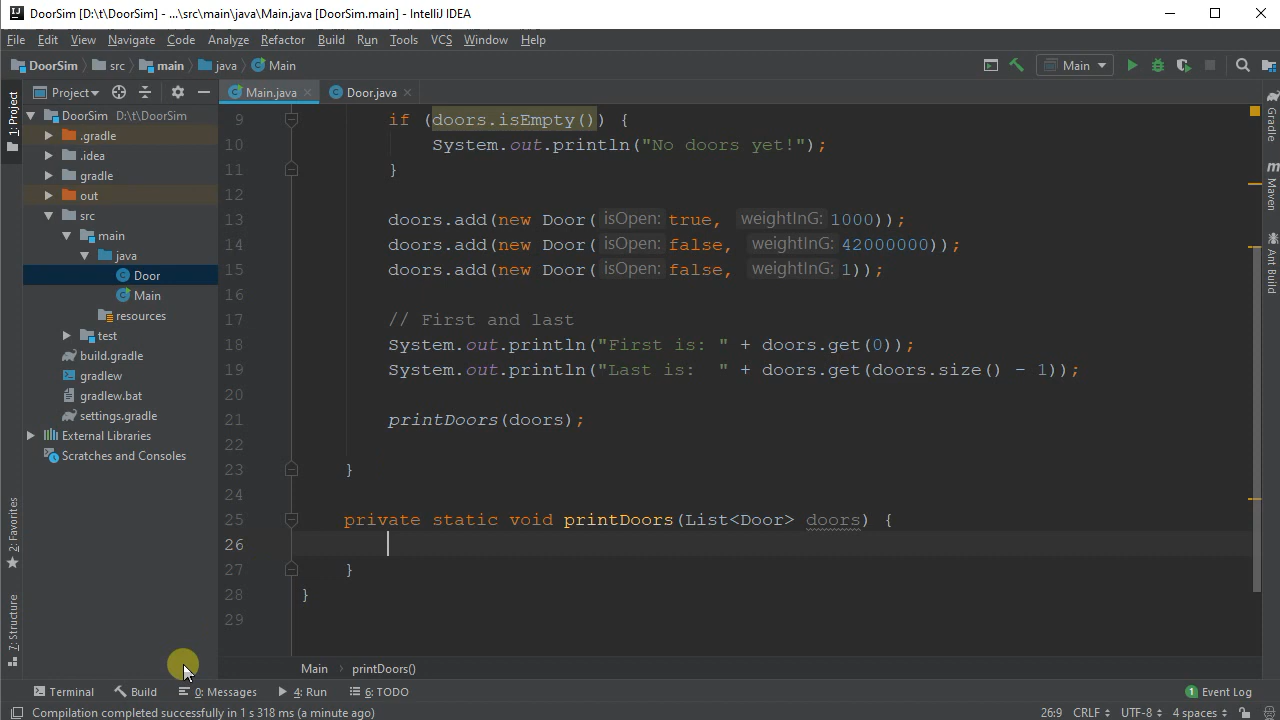 DoorSim [D:\t\DoorSim] - ...\src\main\java\Main.java [DoorSim.main] - IntelliJ IDEA
File Edit View Navigate Code Analyze Refactor Build Run Tools VCS Window Help
DoorSim src main java Main
Main
Project
Main.java
Door.java
1: Project
DoorSim D:\t\DoorSim
.gradle
.idea
gradle
out
src
main
java
Door
Main
resources
test
build.gradle
gradlew
gradlew.bat
settings.gradle
External Libraries
Scratches and Consoles
2: Favorites
7: Structure
9 if (doors.isEmpty()) {
10 System.out.println("No doors yet!");
11 }
12
13 doors.add(new Door( isOpen: true, weightInG: 1000));
14 doors.add(new Door( isOpen: false, weightInG: 42000000));
15 doors.add(new Door( isOpen: false, weightInG: 1));
16
17 // First and last
18 System.out.println("First is: " + doors.get(0));
19 System.out.println("Last is:  " + doors.get(doors.size() - 1));
20
21 printDoors(doors);
22
23 }
24
25 private static void printDoors(List<Door> doors) {
26
27 }
28 }
29
Gradle
Maven
Ant Build
Main printDoors()
Terminal Build 0: Messages 4: Run 6: TODO
1 Event Log
Compilation completed successfully in 1 s 318 ms (a minute ago)
26:9 CRLF UTF-8 4 spaces